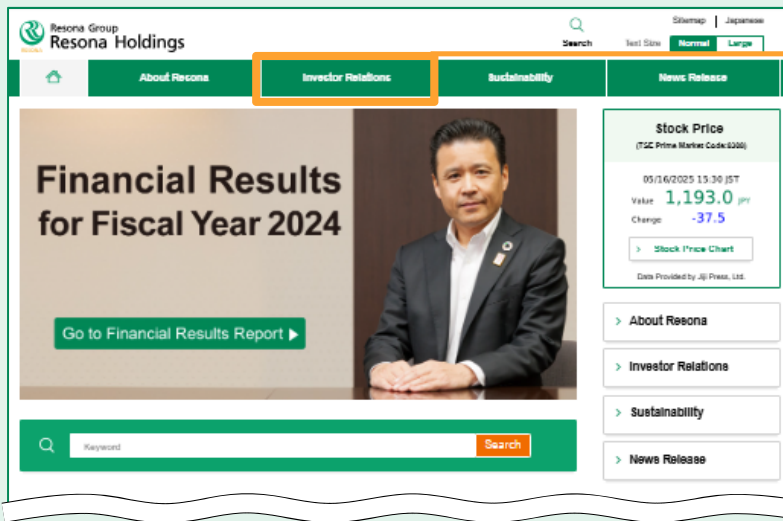 Resona Group
Resona Holdings
RESONA
Search
Sitemap | Japanese
Text Size Normal Large
About Resona
Investor Relations
Sustainability
News Release
Financial Results
for Fiscal Year 2024
Go to Financial Results Report
Stock Price
(TSE Prime Market Code:8308)
05/16/2025 15:30 JST
Value 1,193.0 JPY
Change -37.5
Stock Price Chart
Data Provided by Jiji Press, Ltd.
About Resona
Investor Relations
Sustainability
News Release
Keyword
Search